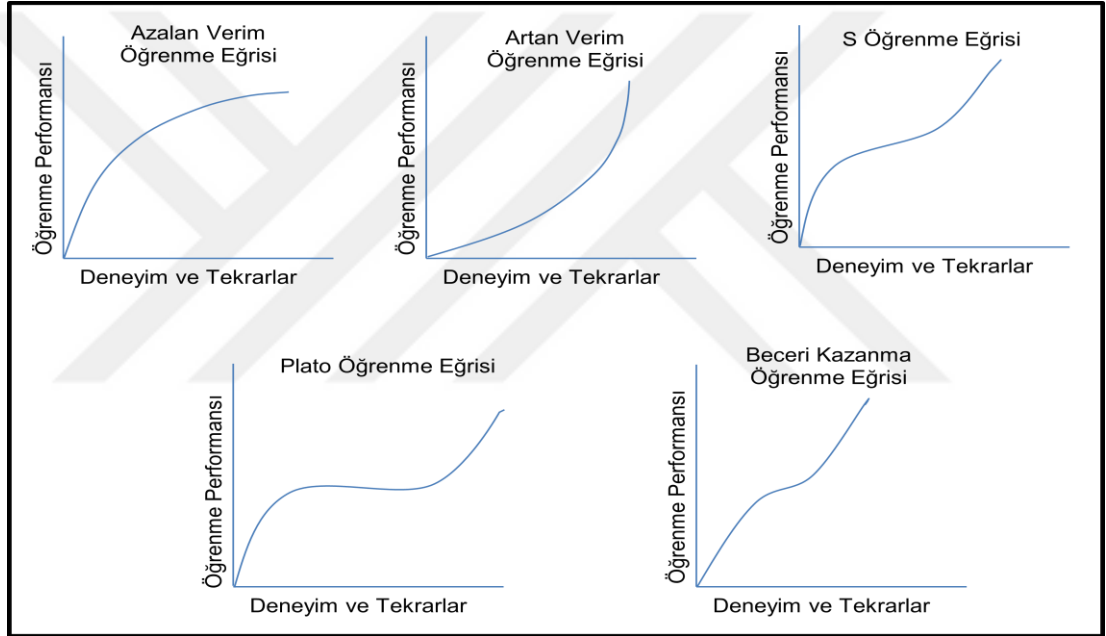 Azalan Verim
Öğrenme Eğrisi
Öğrenme Performansı
Deneyim ve Tekrarlar
Artan Verim
Öğrenme Eğrisi
Öğrenme Performansı
Deneyim ve Tekrarlar
S Öğrenme Eğrisi
Öğrenme Performansı
Deneyim ve Tekrarlar
Plato Öğrenme Eğrisi
Öğrenme Performansı
Deneyim ve Tekrarlar
Beceri Kazanma
Öğrenme Eğrisi
Öğrenme Performansı
Deneyim ve Tekrarlar